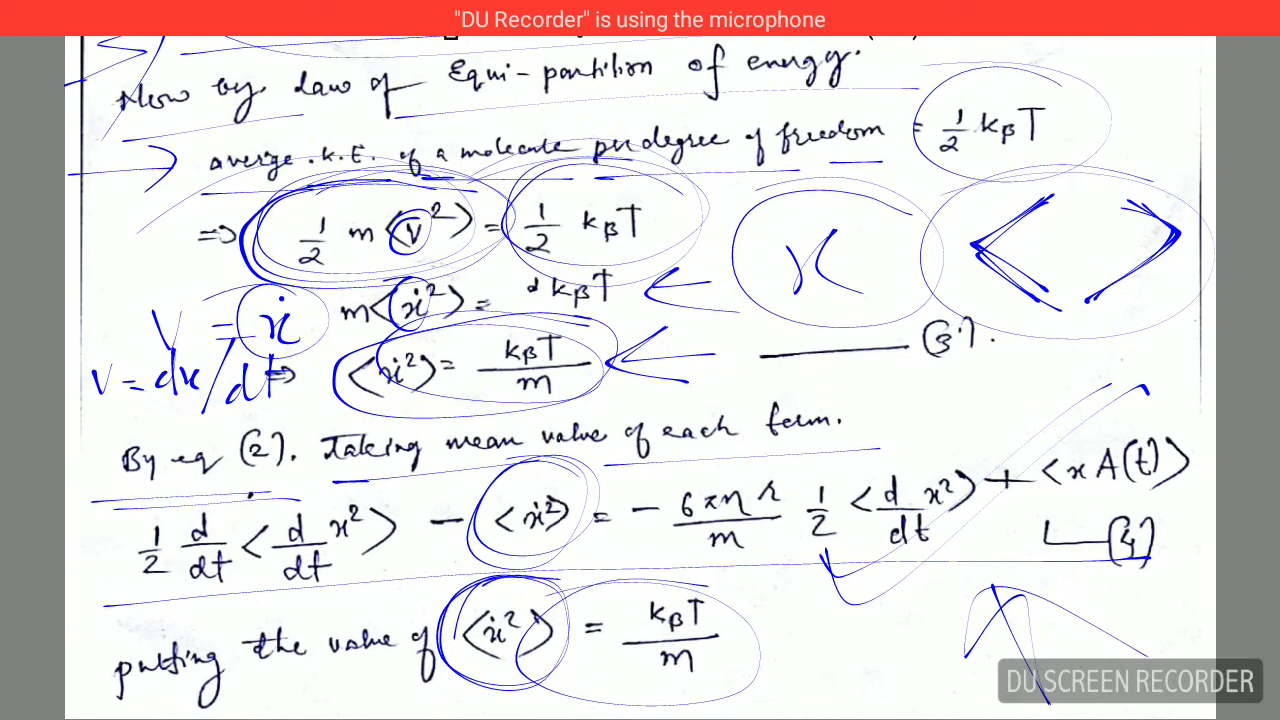 "DU Recorder" is using the microphone
Now by Law of Equi-partition of energy.
average .K.E. of a molecule per degree of freedom = 1/2 kβT
⇒ 1/2 m⟨v²⟩ = 1/2 kβT
x ⟨ ⟩
m⟨ẋ²⟩ = kβT
V = ẋ
⇒ ⟨ẋ²⟩ = kβT/m (3).
v = dx/dt
By eq (2). Taking mean value of each term.
1/2 d/dt ⟨d/dt x²⟩ - ⟨ẋ²⟩ = - 6πηr/m 1/2 ⟨d/dt x²⟩ + ⟨x A(t)⟩
(4)
putting the value of ⟨ẋ²⟩ = kβT/m
DU SCREEN RECORDER